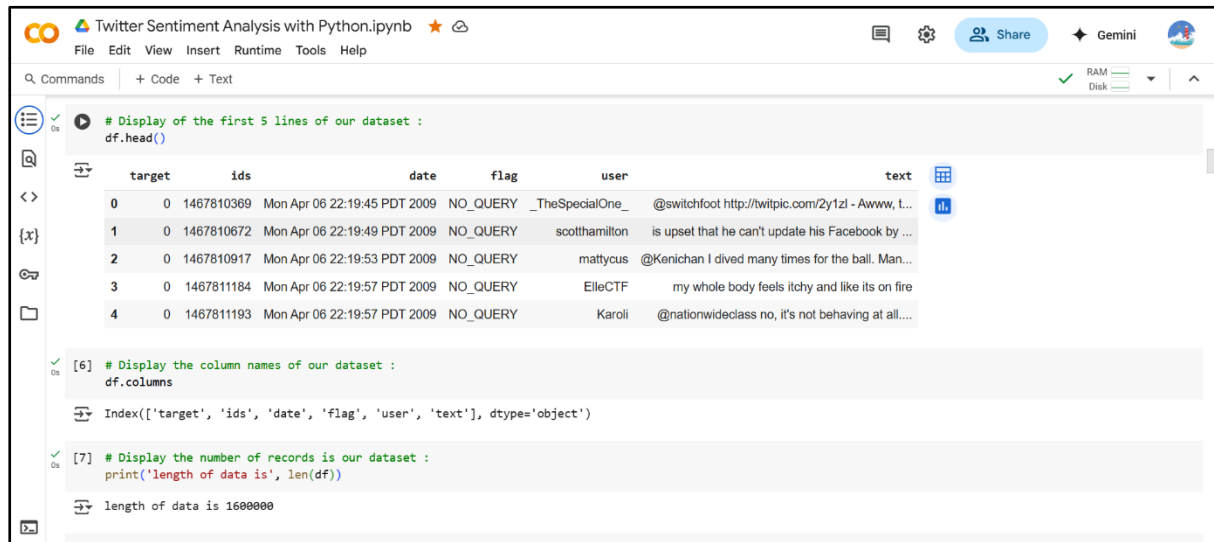 CO Twitter Sentiment Analysis with Python.ipynb
File Edit View Insert Runtime Tools Help
Share Gemini
Commands + Code + Text
RAM
Disk
0s # Display of the first 5 lines of our dataset :
df.head()
target ids date flag user text
0 0 1467810369 Mon Apr 06 22:19:45 PDT 2009 NO_QUERY _TheSpecialOne_ @switchfoot http://twitpic.com/2y1zl - Awww, t...
1 0 1467810672 Mon Apr 06 22:19:49 PDT 2009 NO_QUERY scotthamilton is upset that he can't update his Facebook by ...
2 0 1467810917 Mon Apr 06 22:19:53 PDT 2009 NO_QUERY mattycus @Kenichan I dived many times for the ball. Man...
3 0 1467811184 Mon Apr 06 22:19:57 PDT 2009 NO_QUERY ElleCTF my whole body feels itchy and like its on fire
4 0 1467811193 Mon Apr 06 22:19:57 PDT 2009 NO_QUERY Karoli @nationwideclass no, it's not behaving at all....
0s [6] # Display the column names of our dataset :
df.columns
Index(['target', 'ids', 'date', 'flag', 'user', 'text'], dtype='object')
0s [7] # Display the number of records is our dataset :
print('length of data is', len(df))
length of data is 1600000